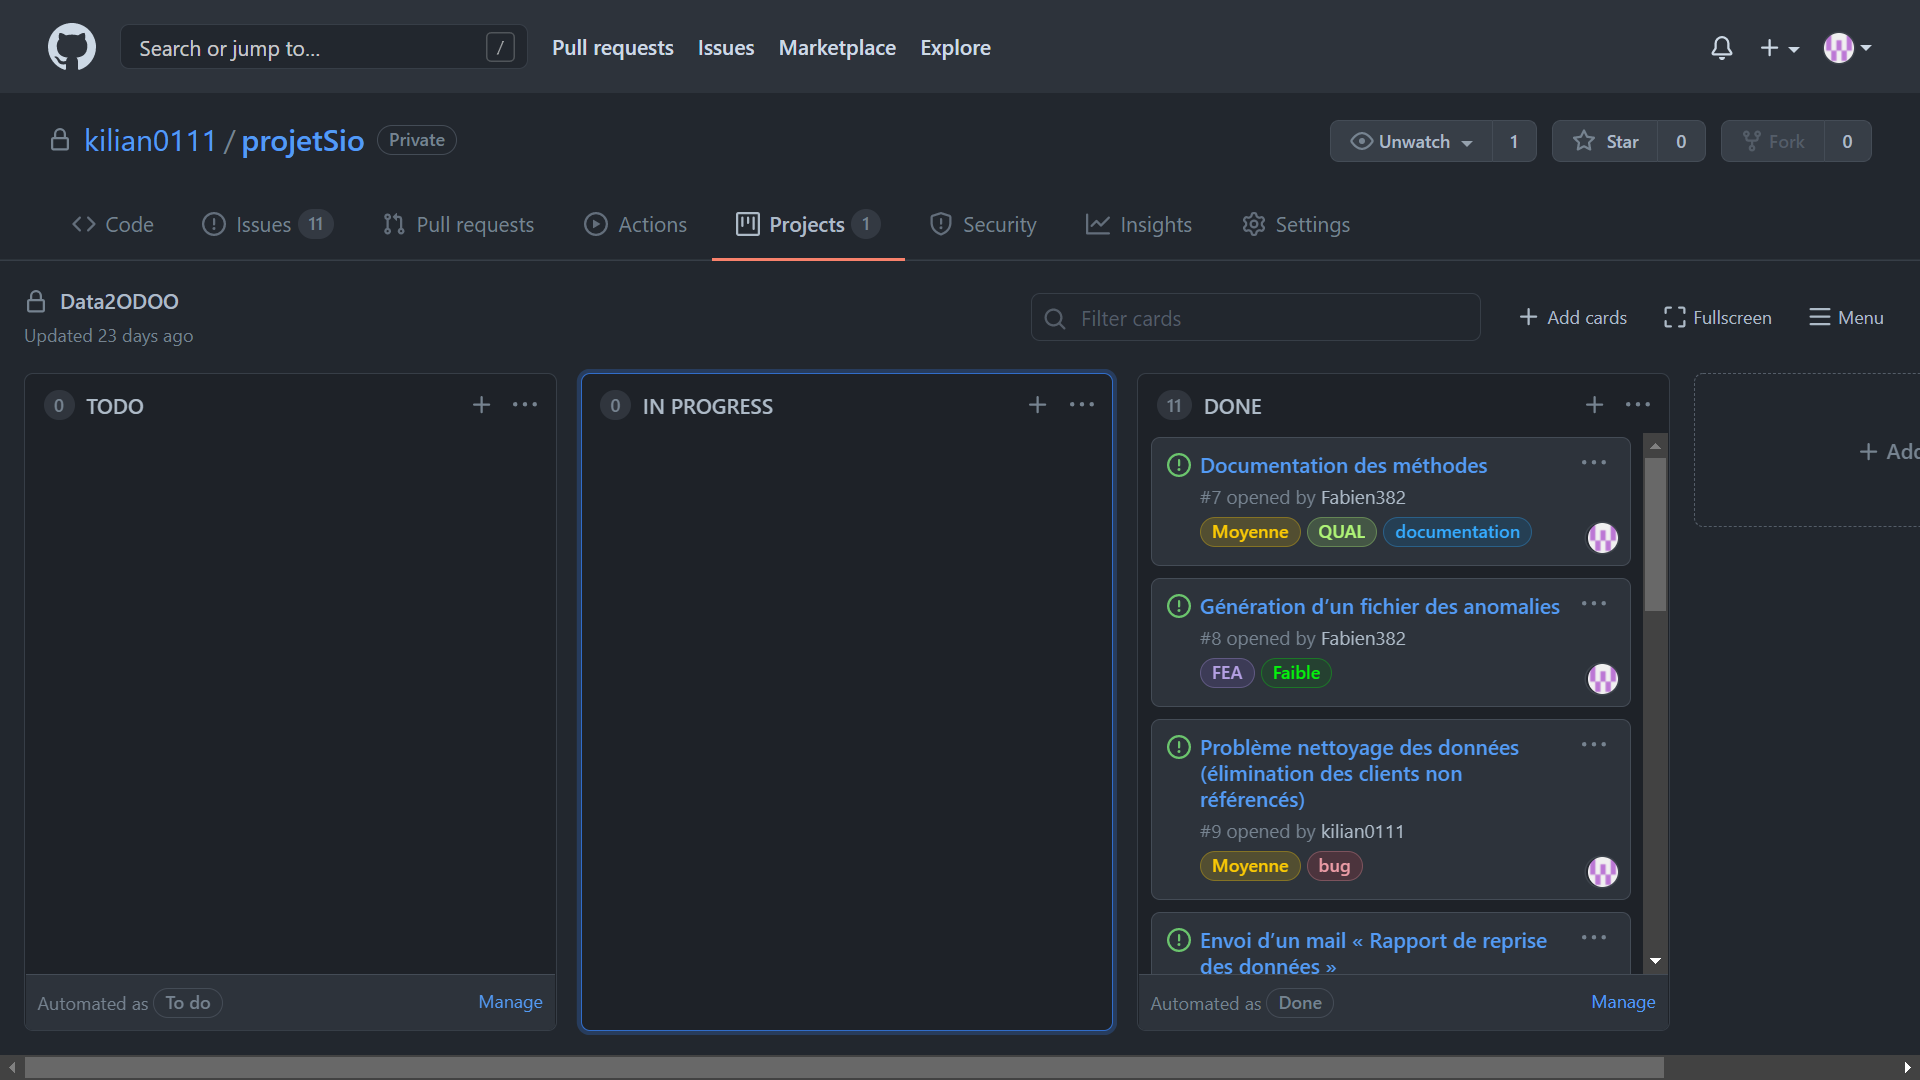 Search or jump to... /
Pull requests Issues Marketplace Explore
kilian0111 / projetSio Private
Unwatch 1 Star 0 Fork 0
Code Issues 11 Pull requests Actions Projects 1 Security Insights Settings
Data2ODOO
Updated 23 days ago
Filter cards
Add cards Fullscreen Menu
0 TODO
Automated as To do Manage
0 IN PROGRESS
11 DONE
Documentation des méthodes
#7 opened by Fabien382
Moyenne QUAL documentation
Génération d’un fichier des anomalies
#8 opened by Fabien382
FEA Faible
Problème nettoyage des données
(élimination des clients non
référencés)
#9 opened by kilian0111
Moyenne bug
Envoi d’un mail « Rapport de reprise
des données »
Automated as Done Manage